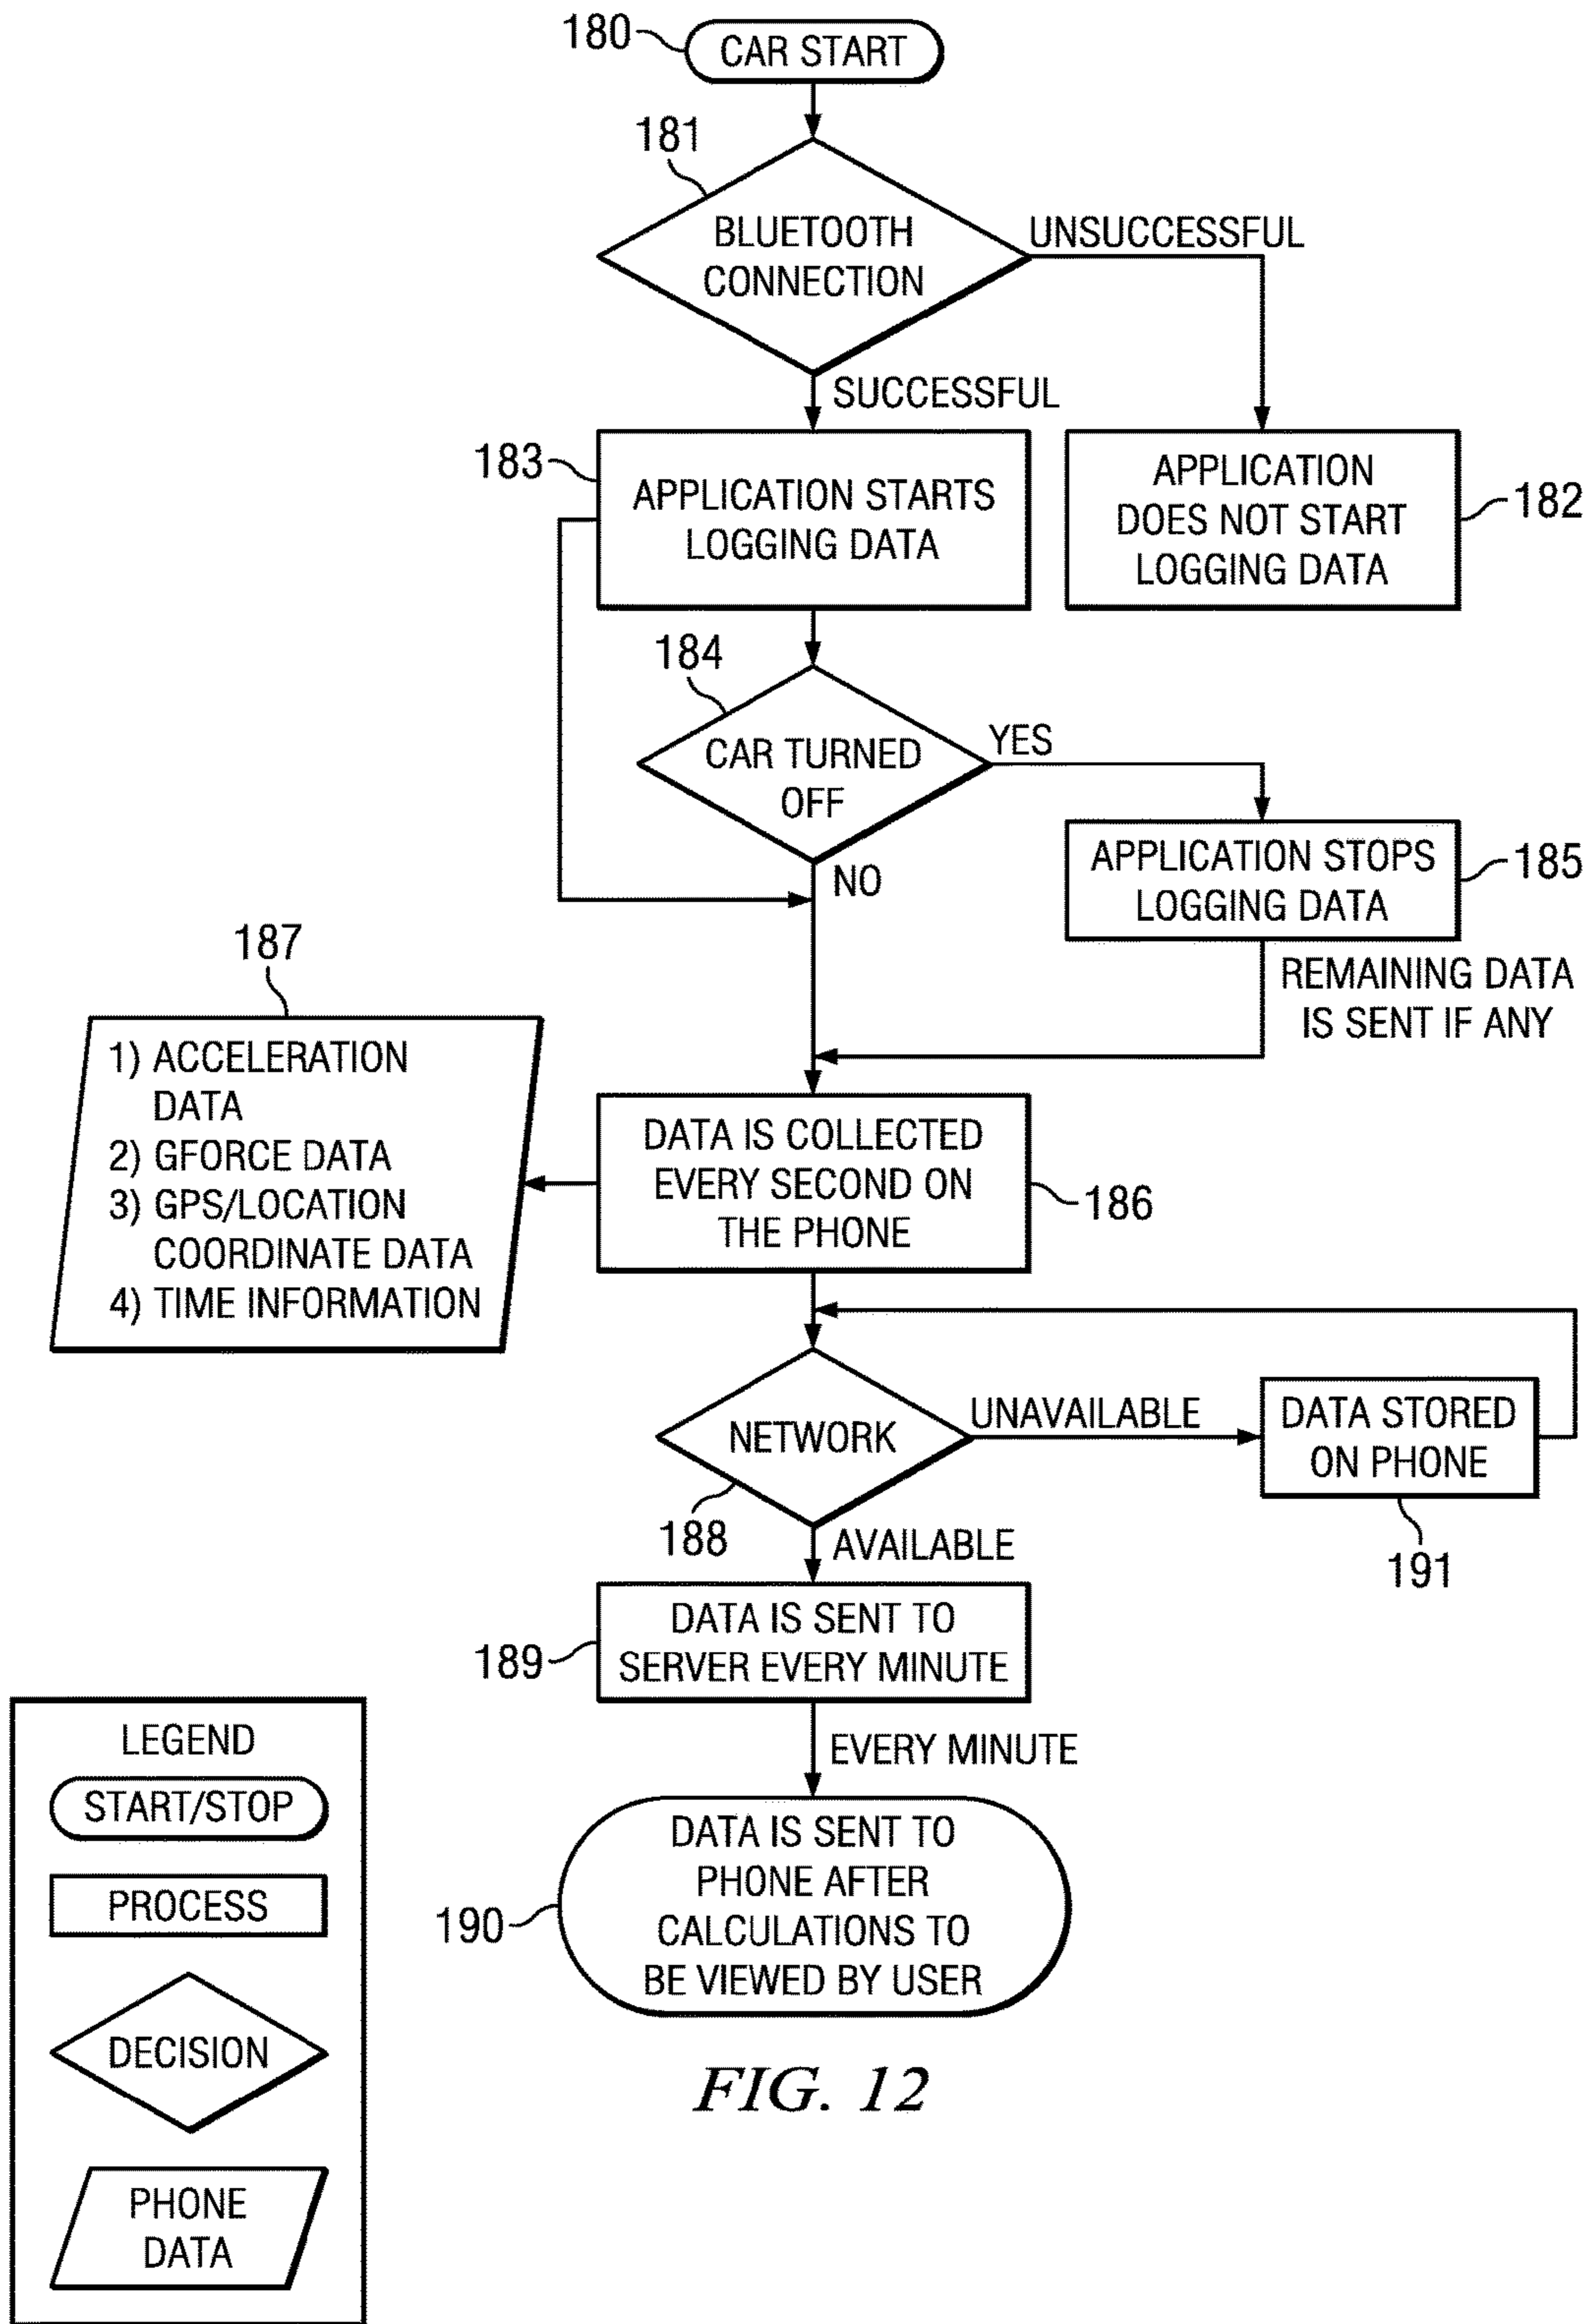 180
CAR START
181
BLUETOOTH
CONNECTION
UNSUCCESSFUL
SUCCESSFUL
183
APPLICATION STARTS
LOGGING DATA
APPLICATION
DOES NOT START
LOGGING DATA
182
184
CAR TURNED
OFF
YES
NO
APPLICATION STOPS
LOGGING DATA
185
REMAINING DATA
IS SENT IF ANY
187
1) ACCELERATION
DATA
2) GFORCE DATA
3) GPS/LOCATION
COORDINATE DATA
4) TIME INFORMATION
DATA IS COLLECTED
EVERY SECOND ON
THE PHONE
186
NETWORK
188
UNAVAILABLE
DATA STORED
ON PHONE
191
AVAILABLE
189
DATA IS SENT TO
SERVER EVERY MINUTE
EVERY MINUTE
190
DATA IS SENT TO
PHONE AFTER
CALCULATIONS TO
BE VIEWED BY USER
LEGEND
START/STOP
PROCESS
DECISION
PHONE
DATA
FIG. 12